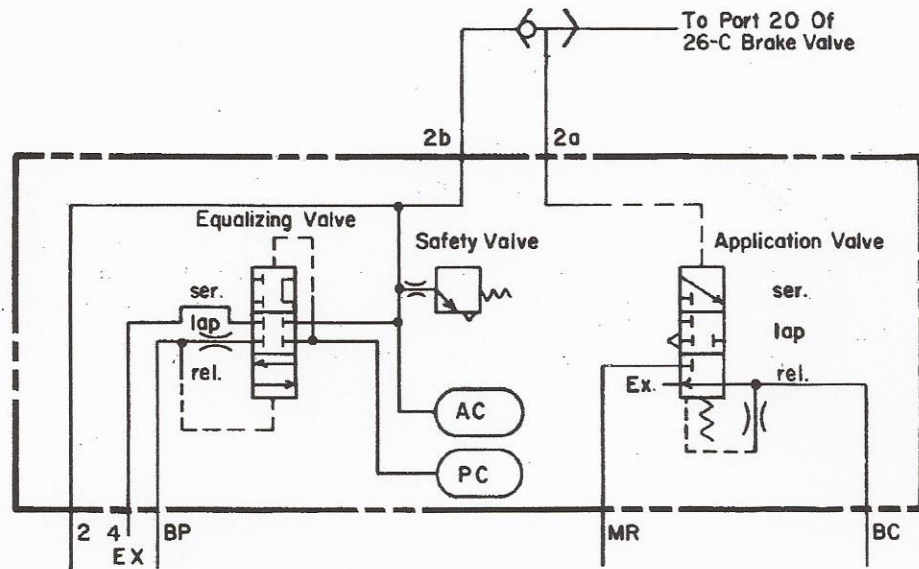 To Port 20 Of
26-C Brake Valve
2b
2a
Equalizing Valve
Safety Valve
Application Valve
ser.
lap
rel.
ser.
lap
rel.
Ex.
AC
PC
2
4
EX
BP
MR
BC